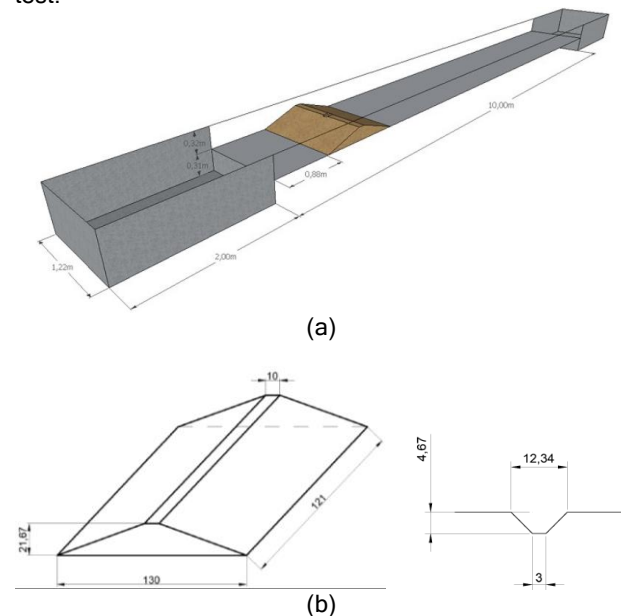 test.
0,32m
0,31m
10,00m
0,88m
2,00m
1,22m
(a)
10
21,67
121
130
4,67
12,34
3
(b)